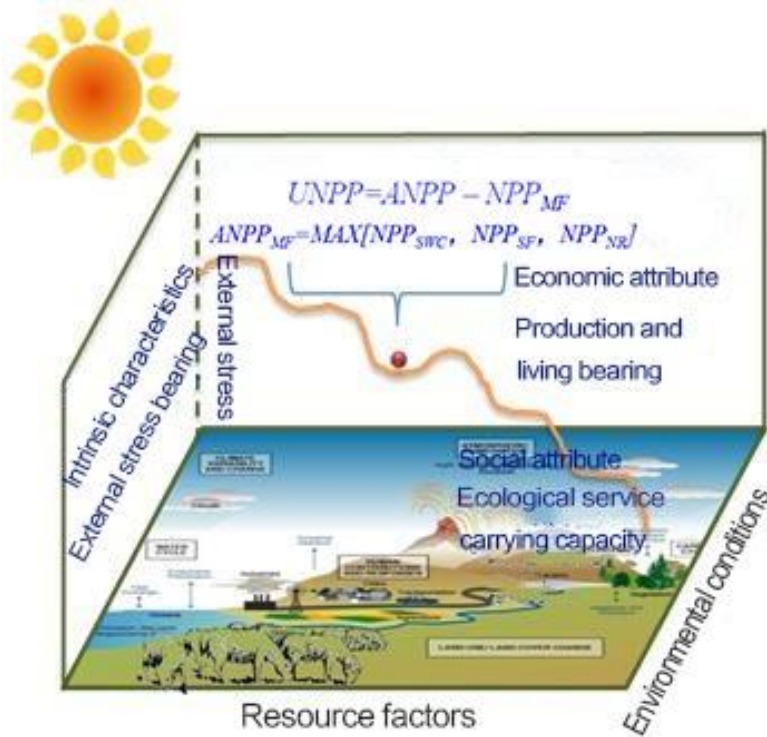 UNPP=ANPP – NPP_MF
ANPP_MF=MAX[NPP_SWC, NPP_SF, NPP_NR]
Economic attribute
Production and
living bearing
External stress
Intrinsic characteristics
External stress bearing
Social attribute
Ecological service
carrying capacity
LAND USE/ LAND COVER CHANGE
Environmental conditions
Resource factors